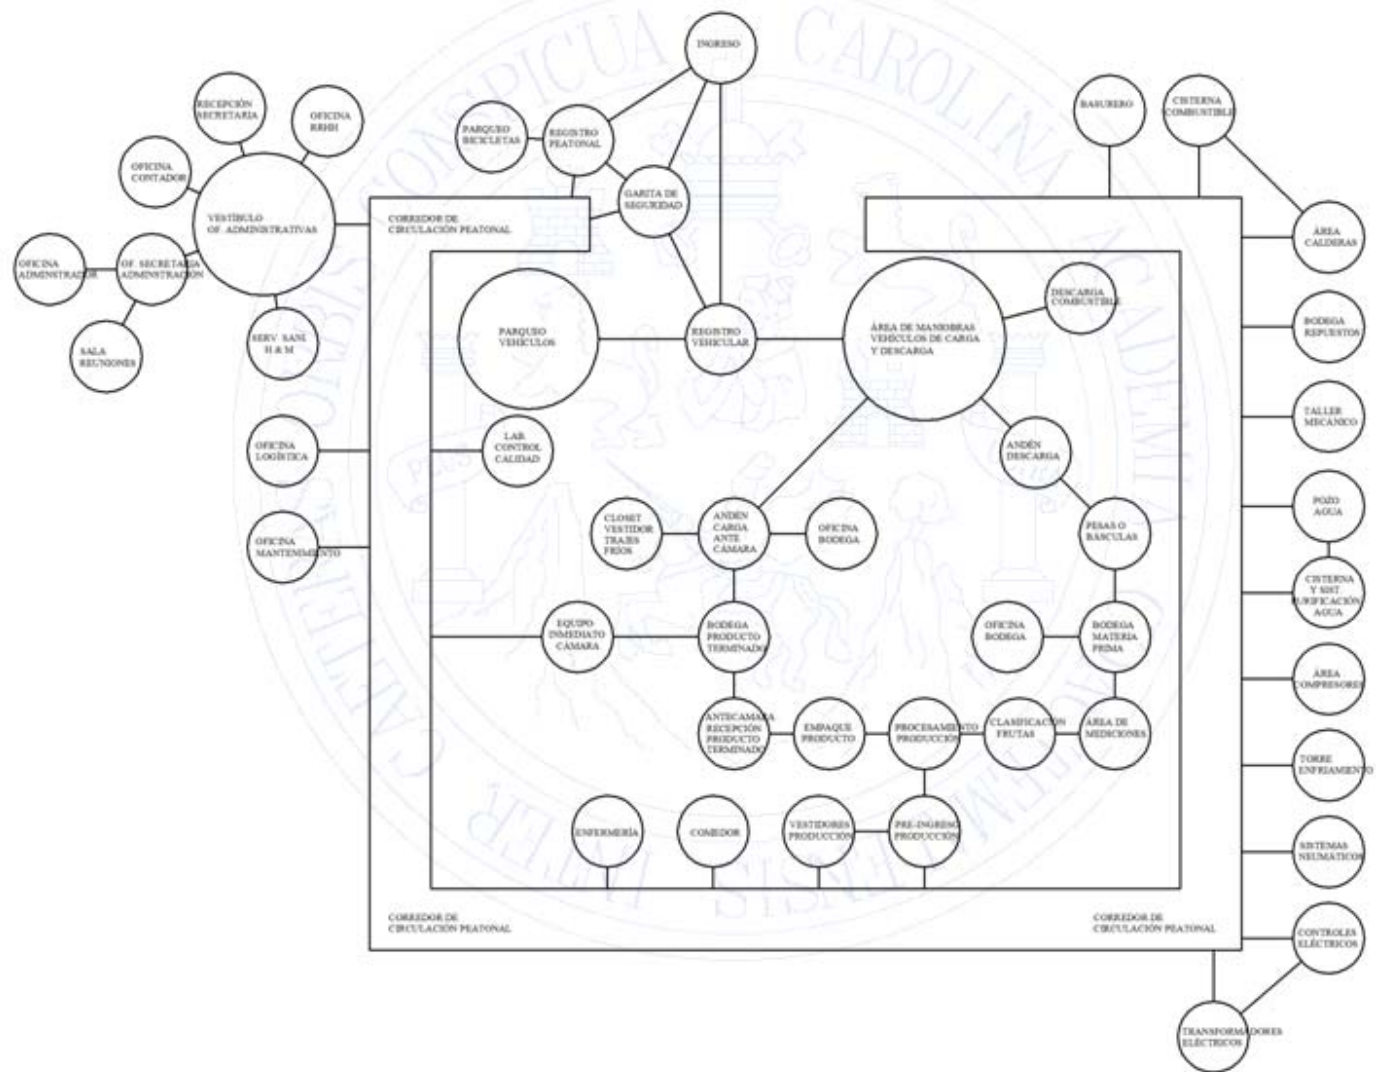 INGRESO
RECEPCIÓN
SECRETARIA
OFICINA
RRHH
PARQUEO
BICICLETAS
REGISTRO
PEATONAL
BASURERO
CISTERNA
COMBUSTIBLE
OFICINA
CONTADOR
GARITA DE
SEGURIDAD
VESTÍBULO
OF. ADMINISTRATIVAS
CORREDOR DE
CIRCULACIÓN PEATONAL
ÁREA
CALDERAS
OFICINA
ADMINSTRADOR
OF. SECRETARIA
ADMINSTRACIÓN
DESCARGA
COMBUSTIBLE
SALA
REUNIONES
SERV. SANI.
H & M
PARQUEO
VEHÍCULOS
REGISTRO
VEHICULAR
ÁREA DE MANIOBRAS
VEHÍCULOS DE CARGA
Y DESCARGA
BODEGA
REPUESTOS
TALLER
MECÁNICO
OFICINA
LOGÍSTICA
LAB.
CONTROL
CALIDAD
ANDÉN
DESCARGA
POZO
AGUA
CLOSET
VESTIDOR
TRAJES
FRÍOS
ANDÉN
CARGA
ANTE
CÁMARA
OFICINA
BODEGA
PESAS O
BÁSCULAS
OFICINA
MANTENIMIENTO
CISTERNA
Y SIST.
PURIFICACIÓN
AGUA
EQUIPO
INMEDIATO
CÁMARA
BODEGA
PRODUCTO
TERMINADO
OFICINA
BODEGA
BODEGA
MATERIA
PRIMA
ÁREA
COMPRESORES
ANTECAMARA
RECEPCIÓN
PRODUCTO
TERMINADO
EMPAQUE
PRODUCTO
PROCESAMIENTO
PRODUCCIÓN
CLASIFICACIÓN
FRUTAS
ÁREA DE
MEDICIONES
TORRE
ENFRIAMIENTO
ENFERMERÍA
COMEDOR
VESTIDORES
PRODUCCIÓN
PRE-INGRESO
PRODUCCIÓN
SISTEMAS
NEUMÁTICOS
CORREDOR DE
CIRCULACIÓN PEATONAL
CORREDOR DE
CIRCULACIÓN PEATONAL
CONTROLES
ELÉCTRICOS
TRANSFORMADORES
ELÉCTRICOS